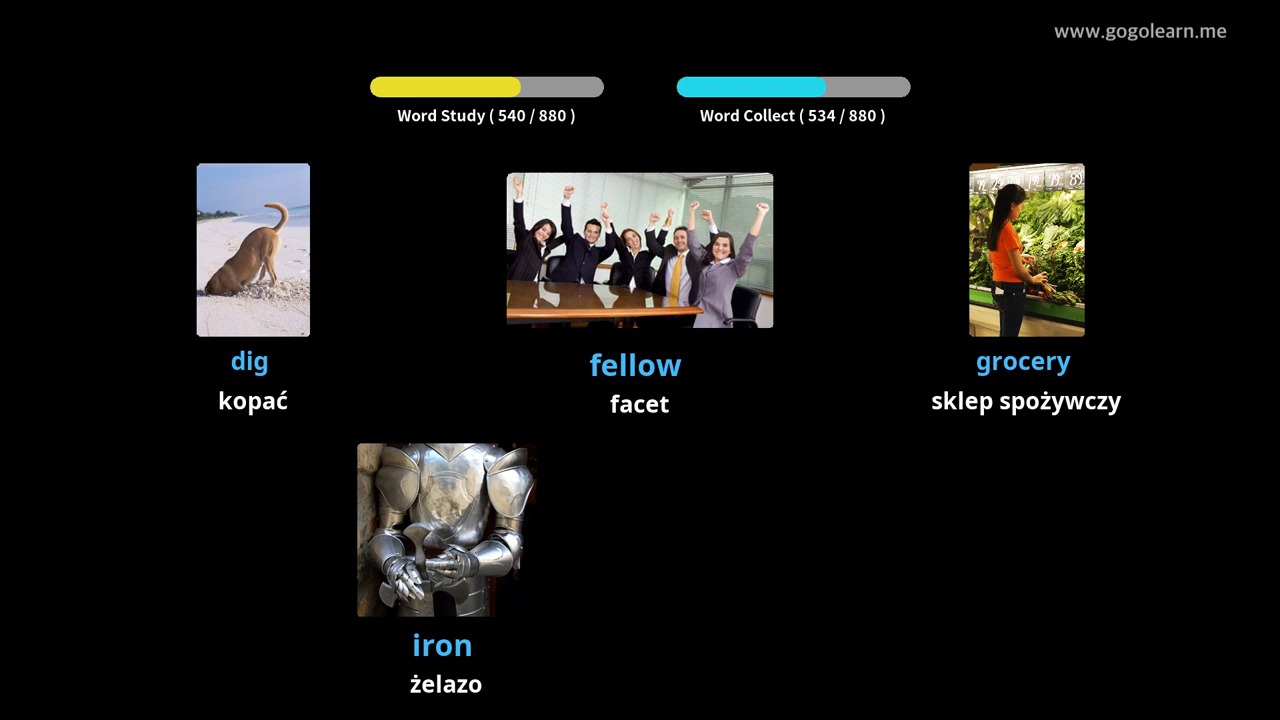 www.gogolearn.me
Word Study ( 540 / 880 )
Word Collect ( 534 / 880 )
dig
kopać
fellow
facet
grocery
sklep spożywczy
iron
żelazo